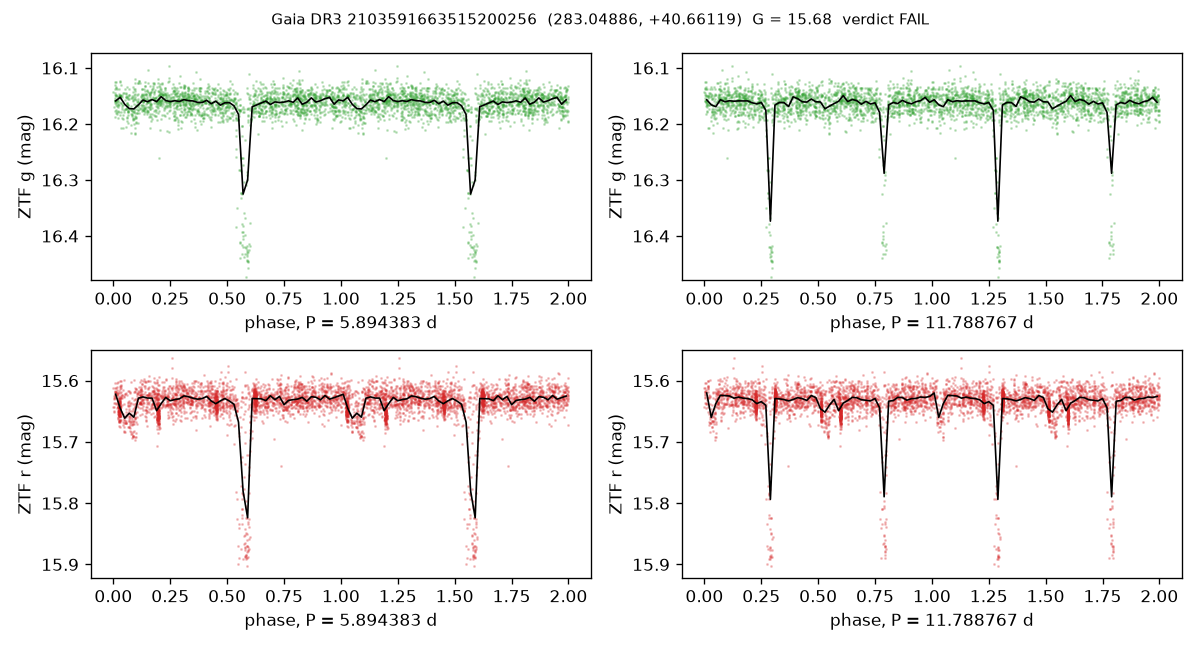 Gaia DR3 2103591663515200256 (283.04886, +40.66119) G = 15.68 verdict FAIL
16.1
16.2
16.3
16.4
ZTF g (mag)
0.00 0.25 0.50 0.75 1.00 1.25 1.50 1.75 2.00
phase, P = 5.894383 d
16.1
16.2
16.3
16.4
ZTF g (mag)
0.00 0.25 0.50 0.75 1.00 1.25 1.50 1.75 2.00
phase, P = 11.788767 d
15.6
15.7
15.8
15.9
ZTF r (mag)
0.00 0.25 0.50 0.75 1.00 1.25 1.50 1.75 2.00
phase, P = 5.894383 d
15.6
15.7
15.8
15.9
ZTF r (mag)
0.00 0.25 0.50 0.75 1.00 1.25 1.50 1.75 2.00
phase, P = 11.788767 d